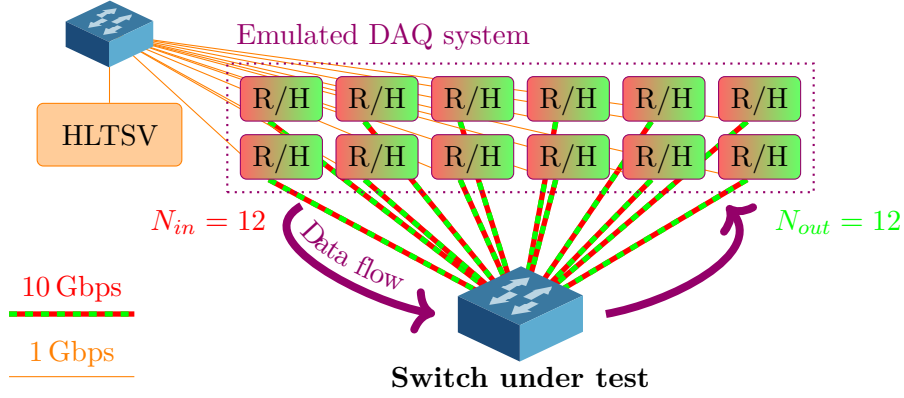 Emulated DAQ system
R/H R/H R/H R/H R/H R/H
HLTSV
R/H R/H R/H R/H R/H R/H
N_in = 12
N_out = 12
Data flow
10 Gbps
1 Gbps
Switch under test